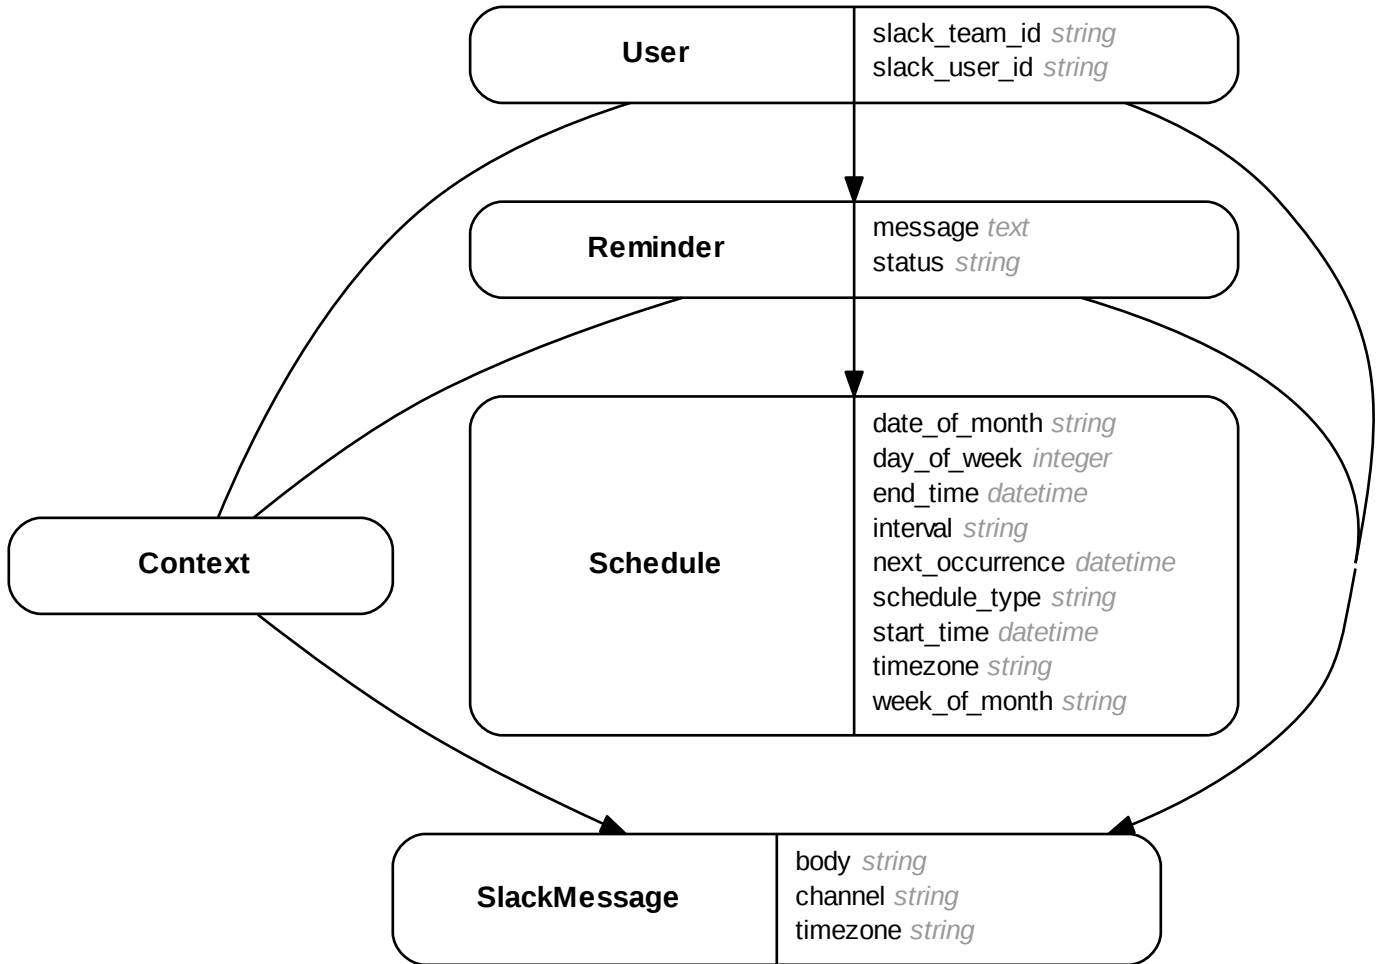 User
slack_team_id string
slack_user_id string
Reminder
message text
status string
Schedule
date_of_month string
day_of_week integer
end_time datetime
interval string
next_occurrence datetime
schedule_type string
start_time datetime
timezone string
week_of_month string
Context
SlackMessage
body string
channel string
timezone string